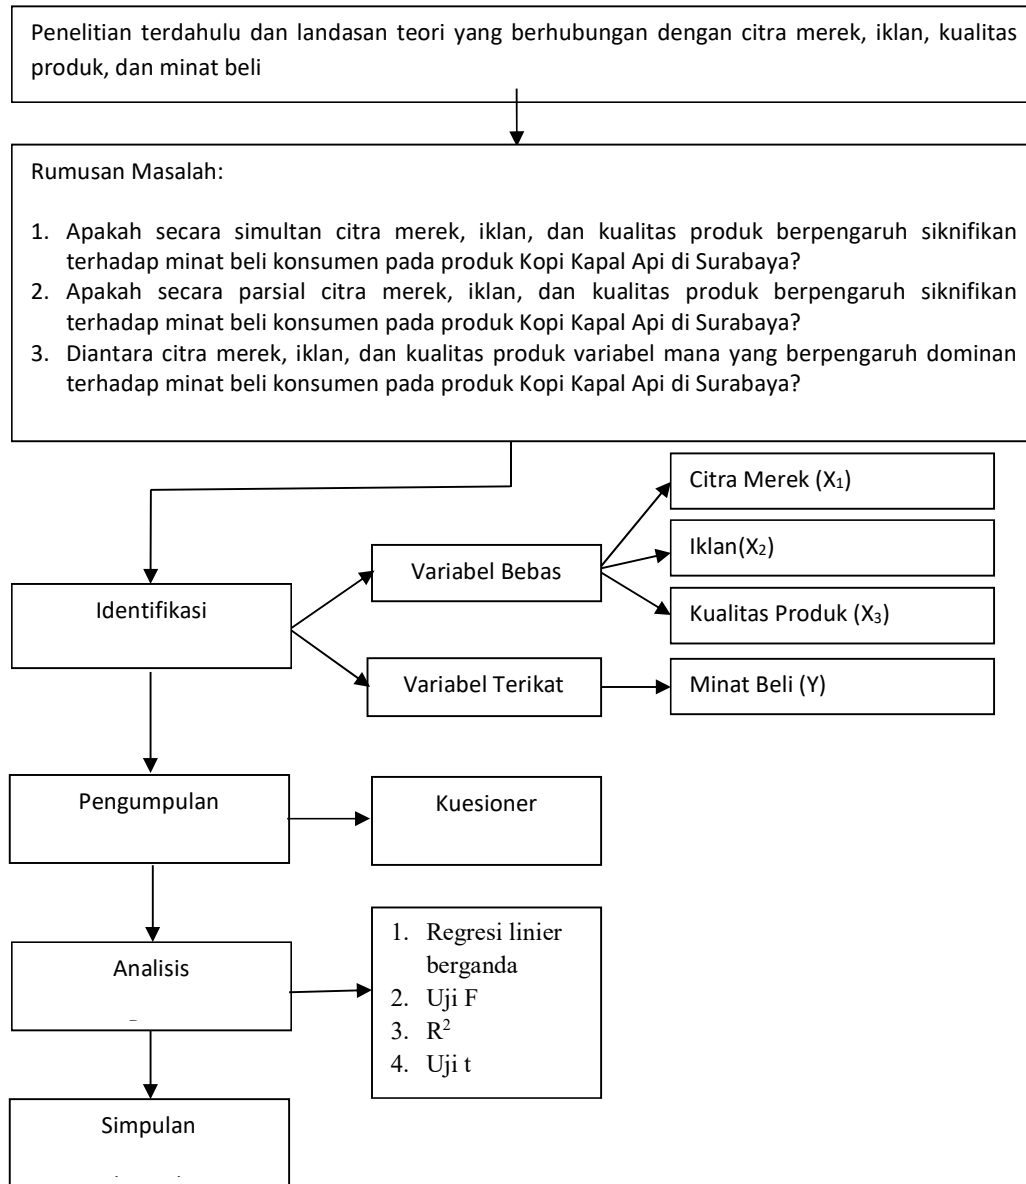 Penelitian terdahulu dan landasan teori yang berhubungan dengan citra merek, iklan, kualitas
produk, dan minat beli
Rumusan Masalah:
1. Apakah secara simultan citra merek, iklan, dan kualitas produk berpengaruh siknifikan
terhadap minat beli konsumen pada produk Kopi Kapal Api di Surabaya?
2. Apakah secara parsial citra merek, iklan, dan kualitas produk berpengaruh siknifikan
terhadap minat beli konsumen pada produk Kopi Kapal Api di Surabaya?
3. Diantara citra merek, iklan, dan kualitas produk variabel mana yang berpengaruh dominan
terhadap minat beli konsumen pada produk Kopi Kapal Api di Surabaya?
Citra Merek (X₁)
Iklan(X₂)
Variabel Bebas
Identifikasi
Kualitas Produk (X₃)
Variabel Terikat
Minat Beli (Y)
Pengumpulan
Kuesioner
Analisis
1. Regresi linier
berganda
2. Uji F
3. R²
4. Uji t
Simpulan